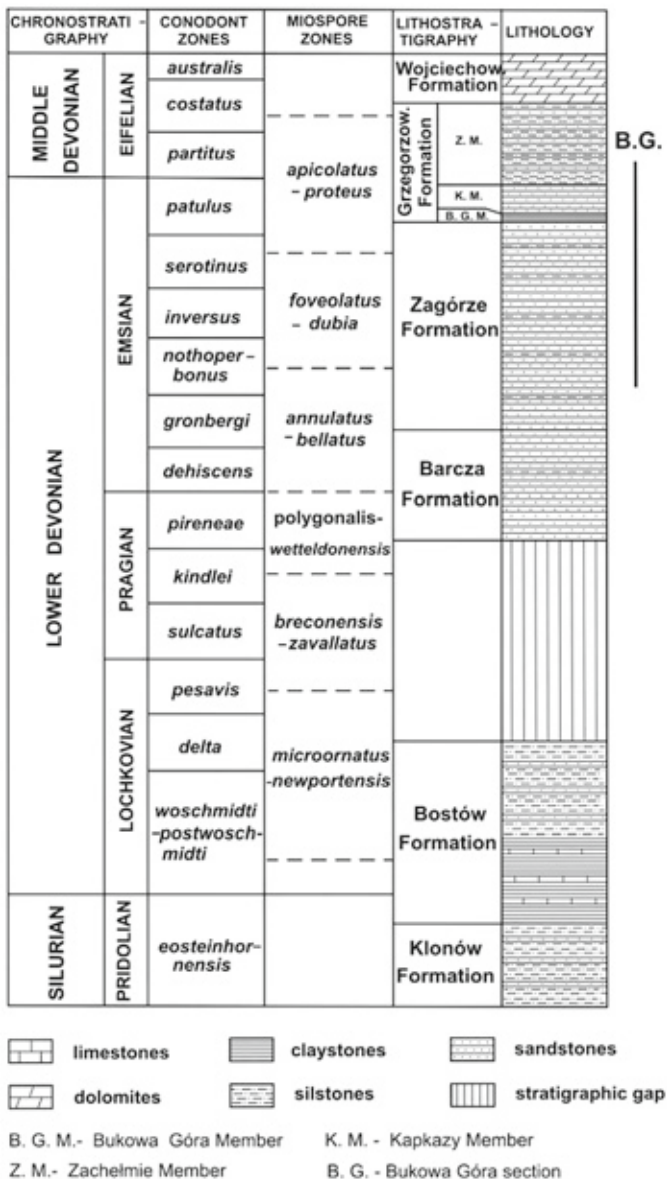 CHRONOSTRATI - GRAPHY
CONODONT ZONES
MIOSPORE ZONES
LITHOSTRA - TIGRAPHY
LITHOLOGY
MIDDLE DEVONIAN
LOWER DEVONIAN
SILURIAN
EIFELIAN
EMSIAN
PRAGIAN
LOCHKOVIAN
PRIDOLIAN
australis
costatus
partitus
patulus
serotinus
inversus
nothoper -
bonus
gronbergi
dehiscens
pireneae
kindlei
sulcatus
pesavis
delta
woschmidti
-postwosch-
midti
eosteinhor-
nensis
apicolatus
- proteus
foveolatus
- dubia
annulatus
- bellatus
polygonalis-
wetteldonensis
breconensis
-zavallatus
microornatus
-newportensis
Wojciechow.
Formation
Grzegorzow.
Formation
Z. M.
K. M.
B. G. M.
Zagórze
Formation
Barcza
Formation
Bostów
Formation
Klonów
Formation
B.G.
limestones
claystones
sandstones
dolomites
silstones
stratigraphic gap
B. G. M.- Bukowa Góra Member
K. M. - Kapkazy Member
Z. M.- Zachełmie Member
B. G. - Bukowa Góra section